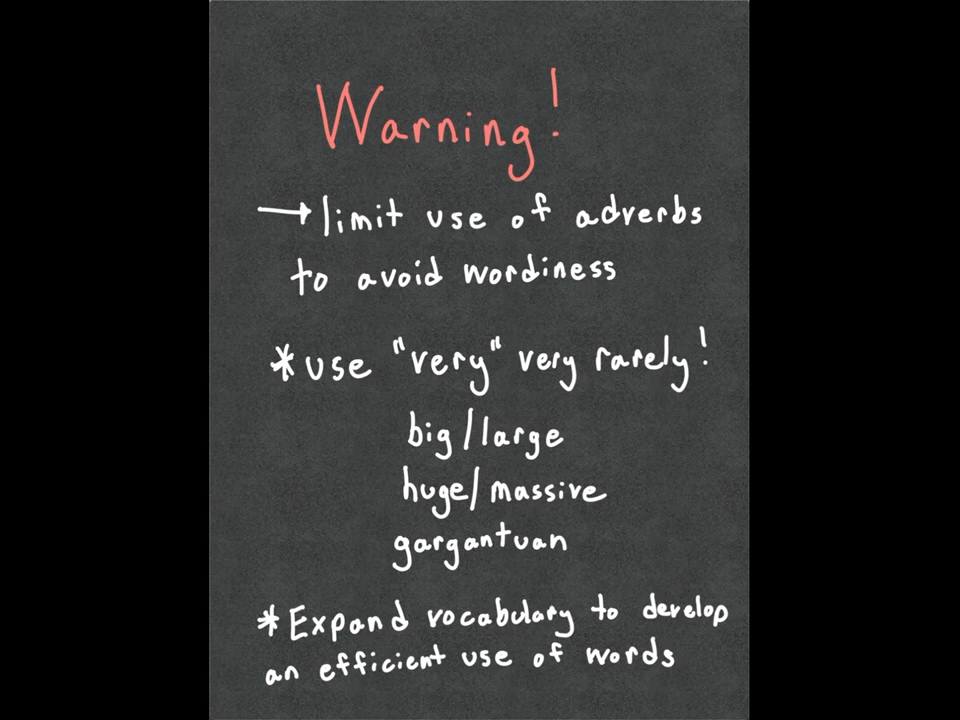 Warning!
→ limit use of adverbs
to avoid wordiness
* use "very" very rarely!
big/large
huge/massive
gargantuan
* Expand vocabulary to develop
an efficient use of words